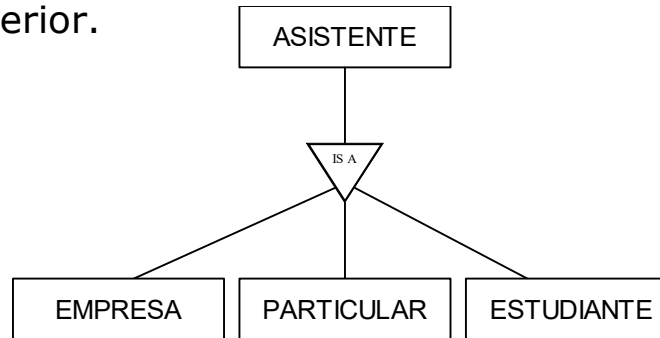 erior.
ASISTENTE
IS A
EMPRESA
PARTICULAR
ESTUDIANTE